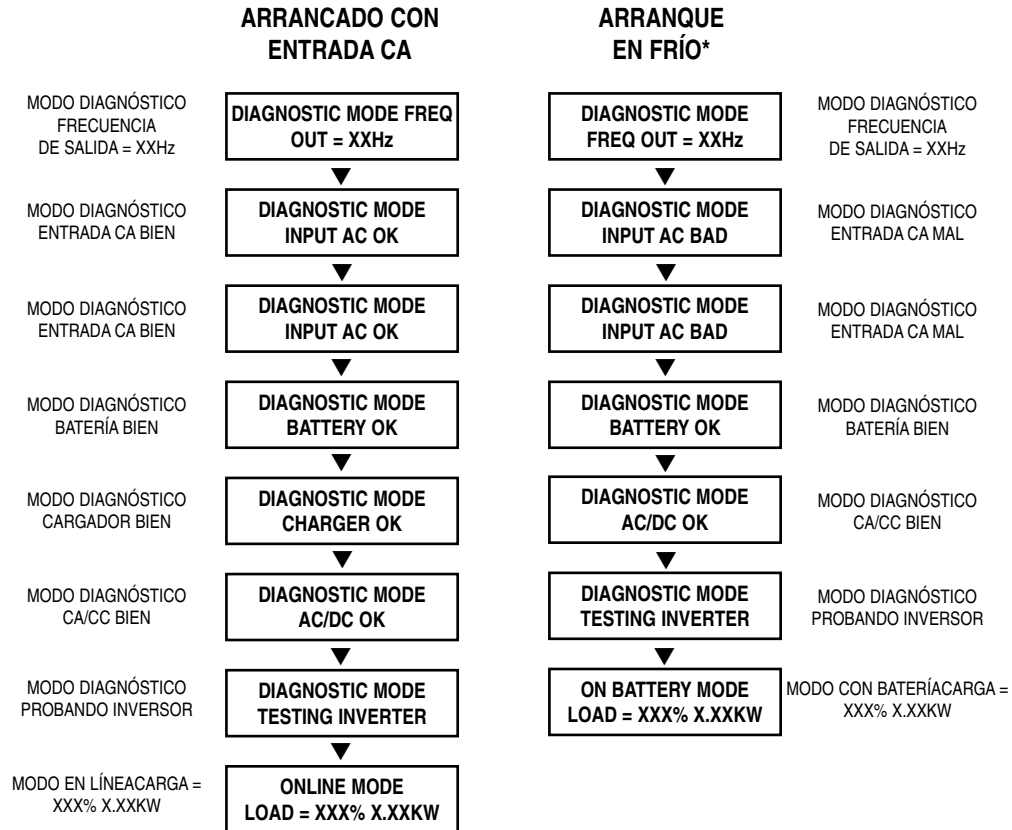 ARRANCADO CON
ENTRADA CA
ARRANQUE
EN FRÍO*
MODO DIAGNÓSTICO
FRECUENCIA
DE SALIDA = XXHz
DIAGNOSTIC MODE FREQ
OUT = XXHz
DIAGNOSTIC MODE
FREQ OUT = XXHz
MODO DIAGNÓSTICO
FRECUENCIA
DE SALIDA = XXHz
MODO DIAGNÓSTICO
ENTRADA CA BIEN
DIAGNOSTIC MODE
INPUT AC OK
DIAGNOSTIC MODE
INPUT AC BAD
MODO DIAGNÓSTICO
ENTRADA CA MAL
MODO DIAGNÓSTICO
ENTRADA CA BIEN
DIAGNOSTIC MODE
INPUT AC OK
DIAGNOSTIC MODE
INPUT AC BAD
MODO DIAGNÓSTICO
ENTRADA CA MAL
MODO DIAGNÓSTICO
BATERÍA BIEN
DIAGNOSTIC MODE
BATTERY OK
DIAGNOSTIC MODE
BATTERY OK
MODO DIAGNÓSTICO
BATERÍA BIEN
MODO DIAGNÓSTICO
CARGADOR BIEN
DIAGNOSTIC MODE
CHARGER OK
DIAGNOSTIC MODE
AC/DC OK
MODO DIAGNÓSTICO
CA/CC BIEN
MODO DIAGNÓSTICO
CA/CC BIEN
DIAGNOSTIC MODE
AC/DC OK
DIAGNOSTIC MODE
TESTING INVERTER
MODO DIAGNÓSTICO
PROBANDO INVERSOR
MODO DIAGNÓSTICO
PROBANDO INVERSOR
DIAGNOSTIC MODE
TESTING INVERTER
ON BATTERY MODE
LOAD = XXX% X.XXKW
MODO CON BATERÍACARGA =
XXX% X.XXKW
MODO EN LÍNEACARGA =
XXX% X.XXKW
ONLINE MODE
LOAD = XXX% X.XXKW